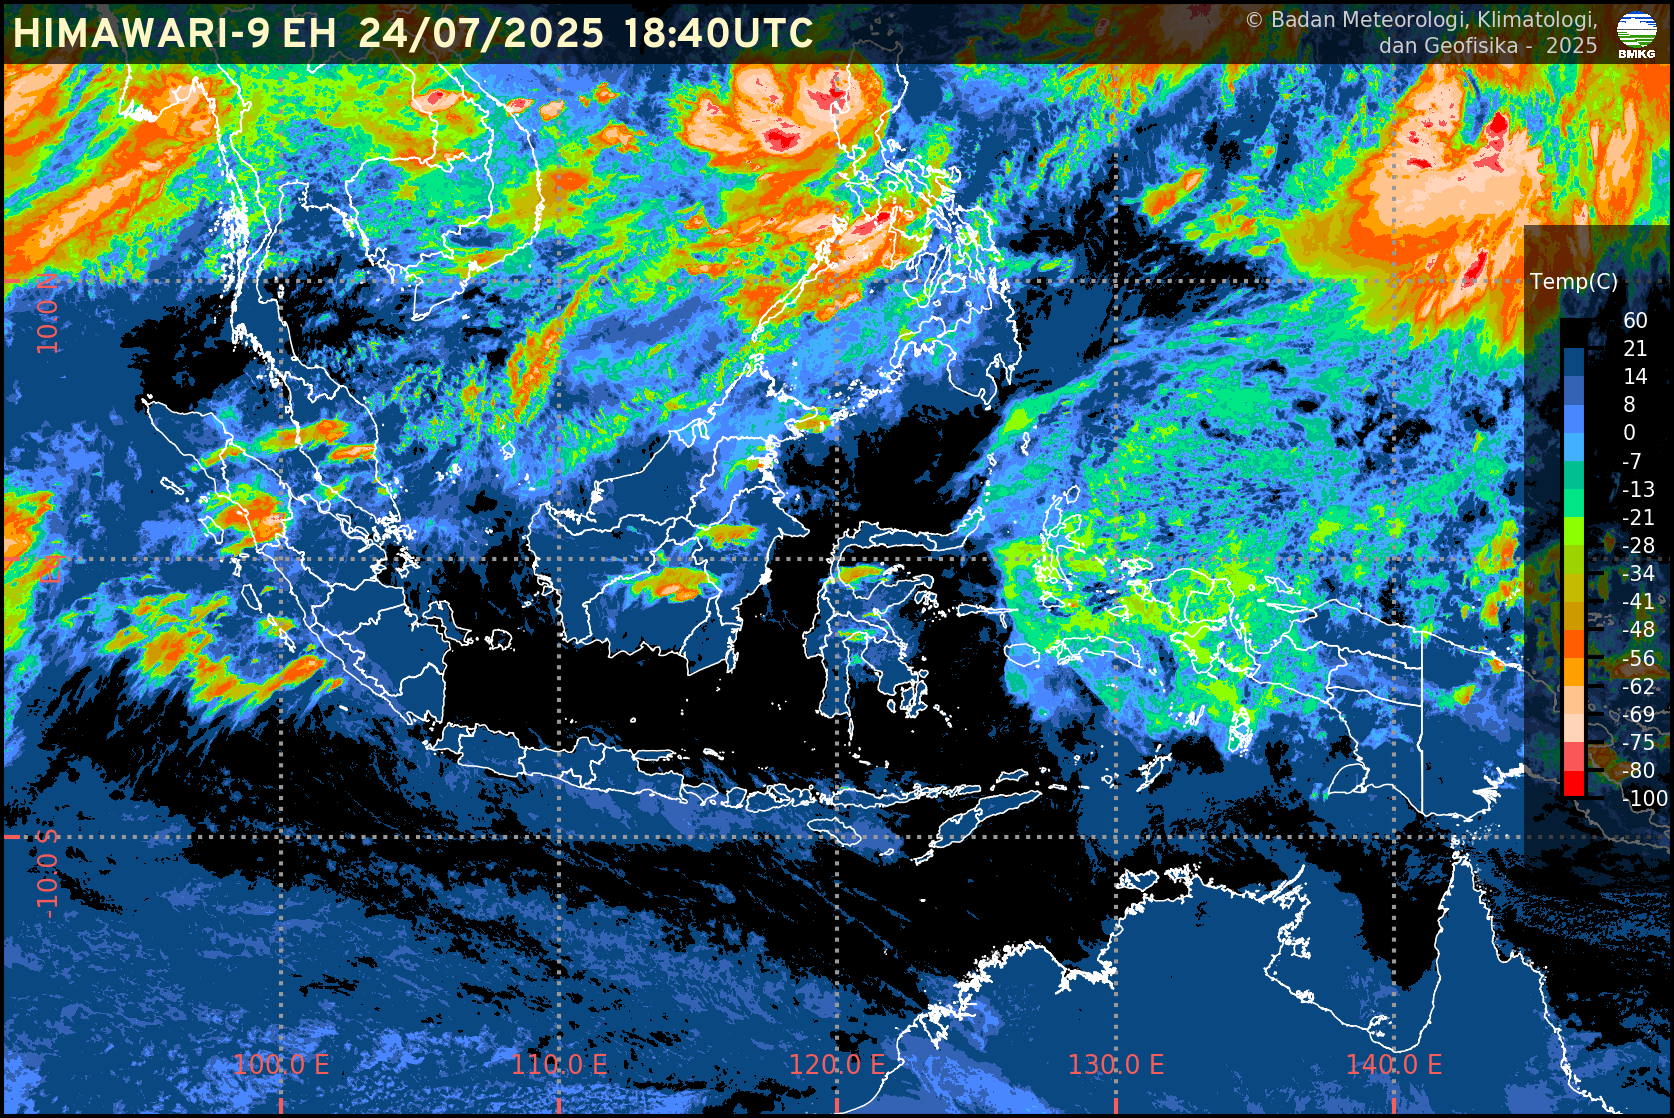 HIMAWARI-9 EH 24/07/2025 18:40UTC
© Badan Meteorologi, Klimatologi,
dan Geofisika - 2025
BMKG
Temp(C)
60
21
14
8
0
-7
-13
-21
-28
-34
-41
-48
-56
-62
-69
-75
-80
-100
10.0 N
-10.0 S
100.0 E
110.0 E
120.0 E
130.0 E
140.0 E